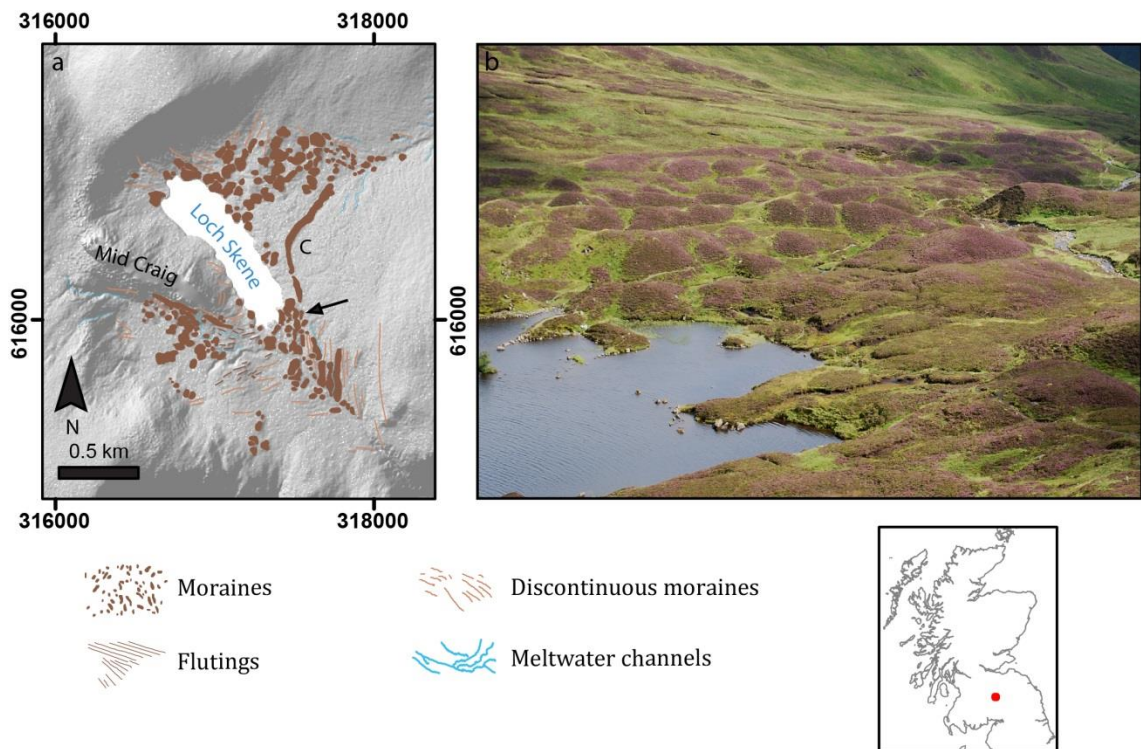 316000
318000
a
b
Loch Skene
Mid Craig
C
616000
616000
N
0.5 km
316000
318000
Moraines
Discontinuous moraines
Flutings
Meltwater channels